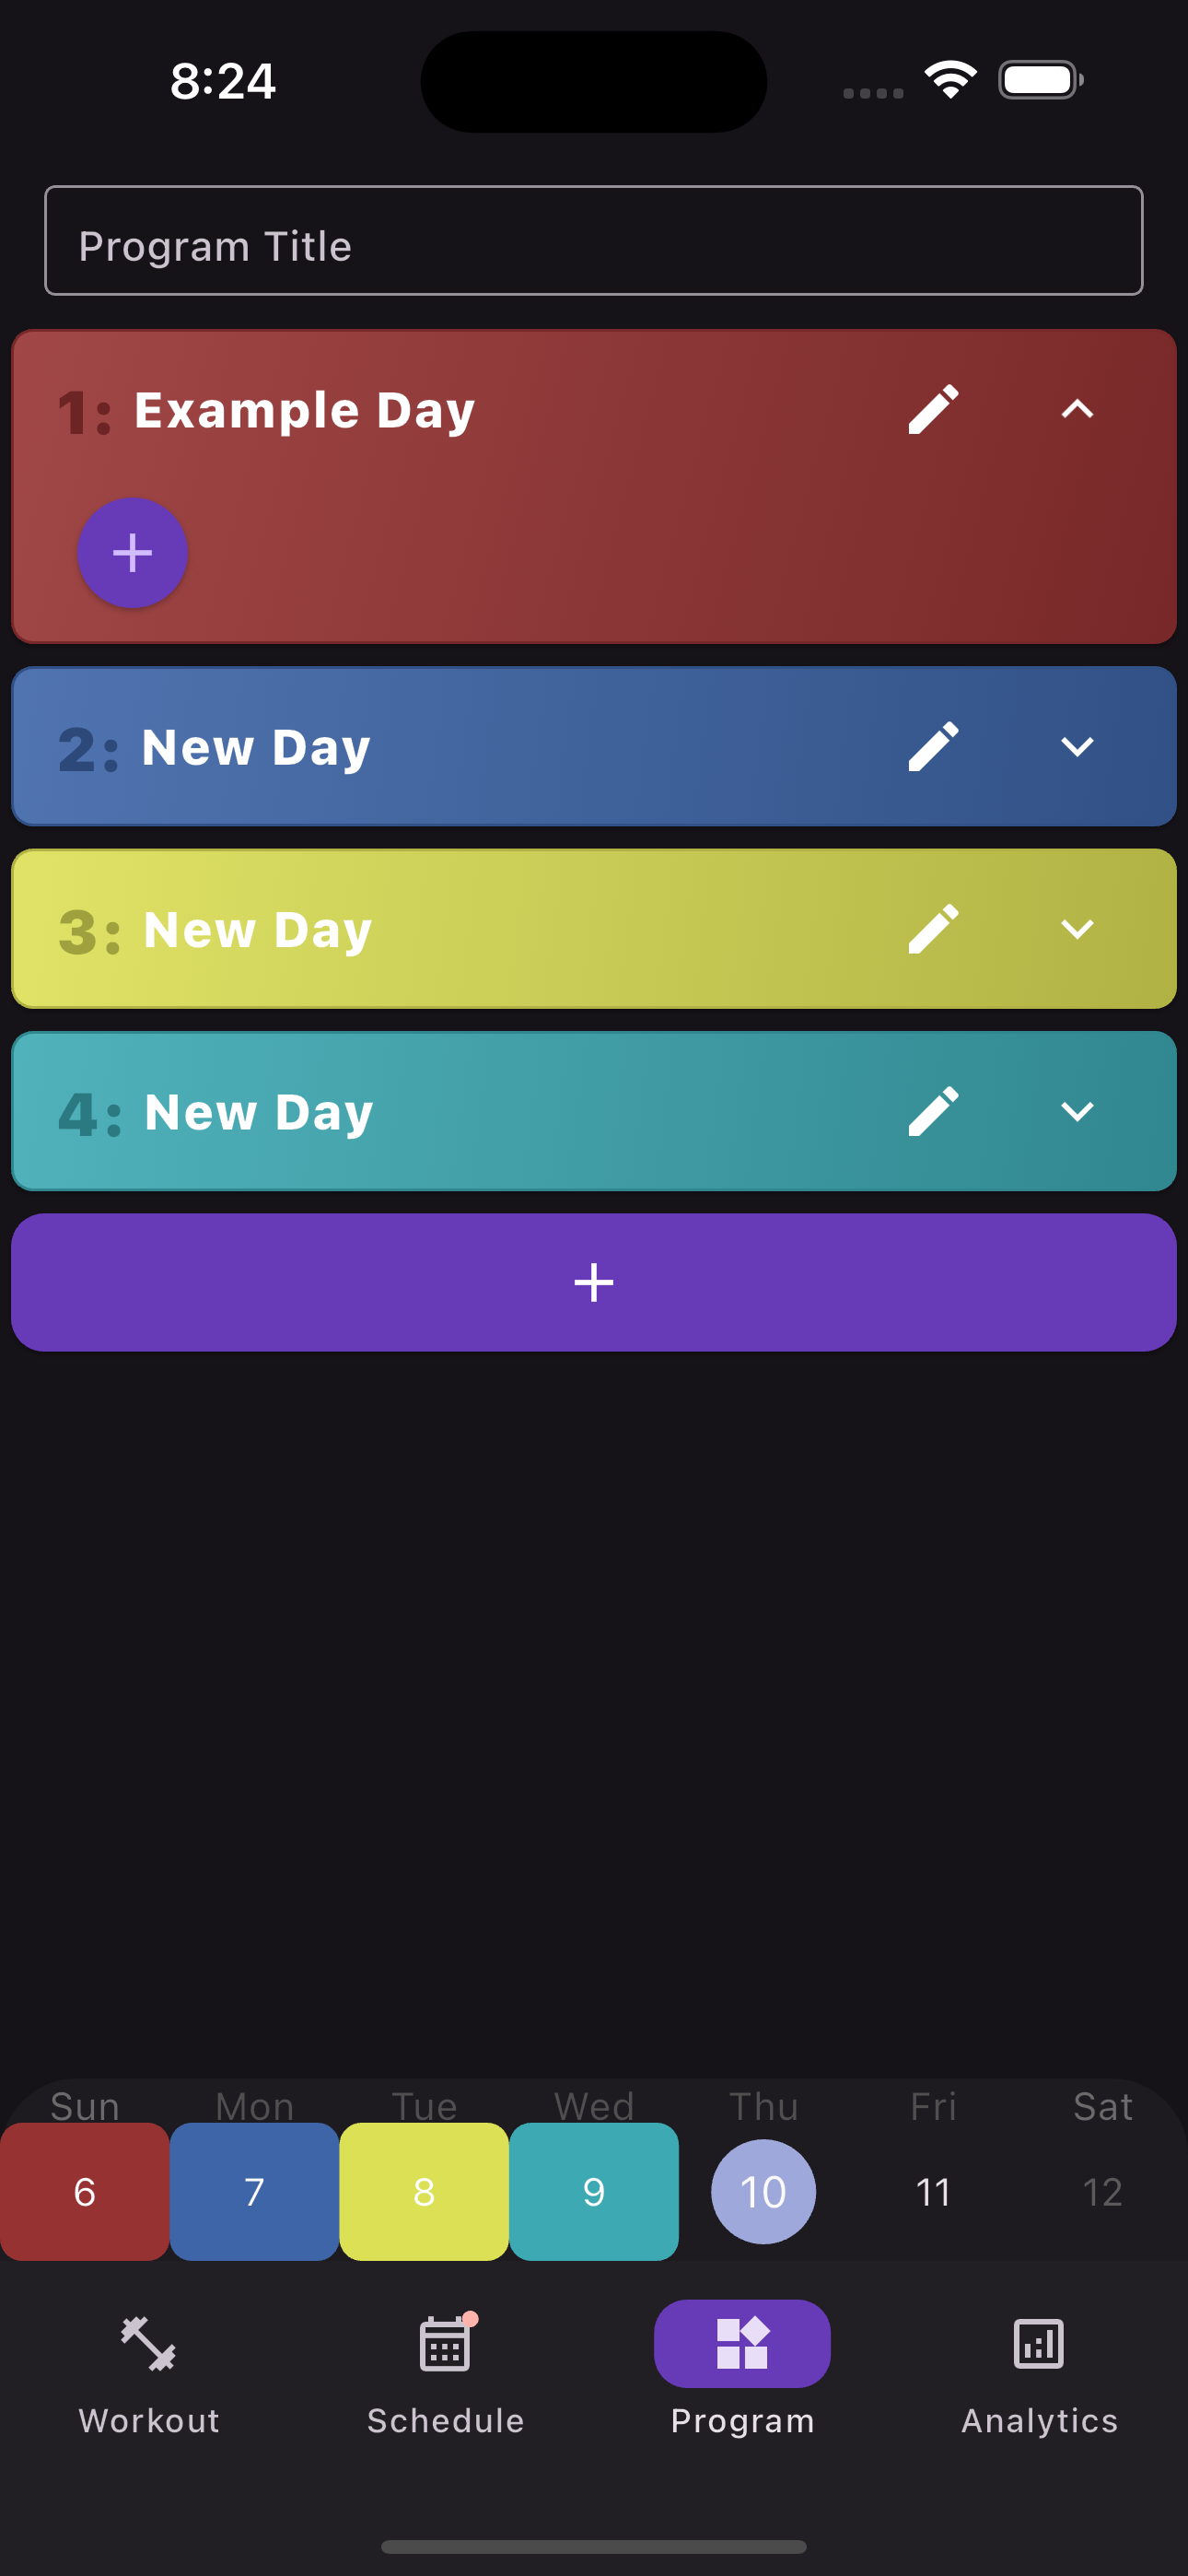 8:24
Program Title
1: Example Day
2: New Day
3: New Day
4: New Day
Sun Mon Tue Wed Thu Fri Sat
6 7 8 9 10 11 12
Workout Schedule Program Analytics